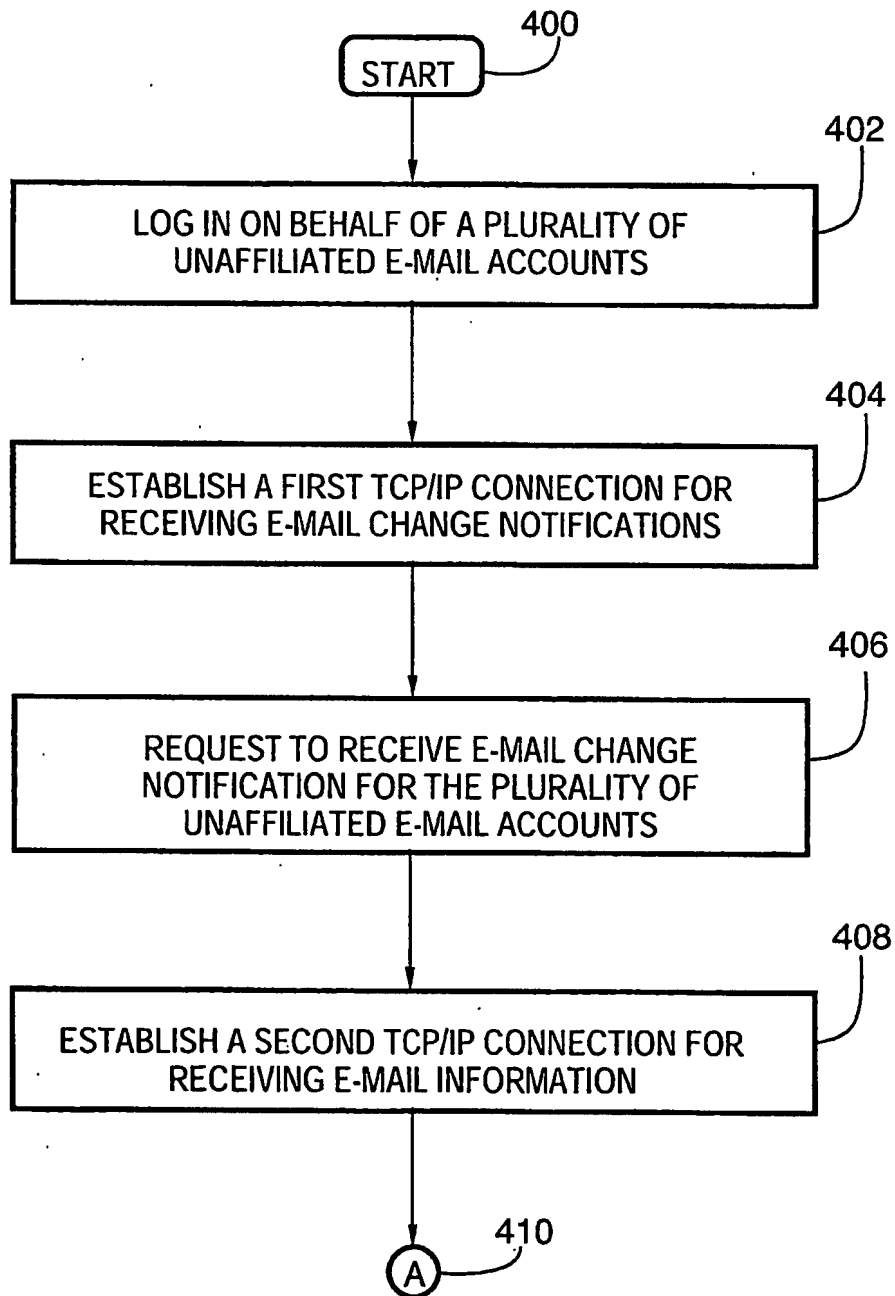 400
START
402
LOG IN ON BEHALF OF A PLURALITY OF
UNAFFILIATED E-MAIL ACCOUNTS
404
ESTABLISH A FIRST TCP/IP CONNECTION FOR
RECEIVING E-MAIL CHANGE NOTIFICATIONS
406
REQUEST TO RECEIVE E-MAIL CHANGE
NOTIFICATION FOR THE PLURALITY OF
UNAFFILIATED E-MAIL ACCOUNTS
408
ESTABLISH A SECOND TCP/IP CONNECTION FOR
RECEIVING E-MAIL INFORMATION
410
A